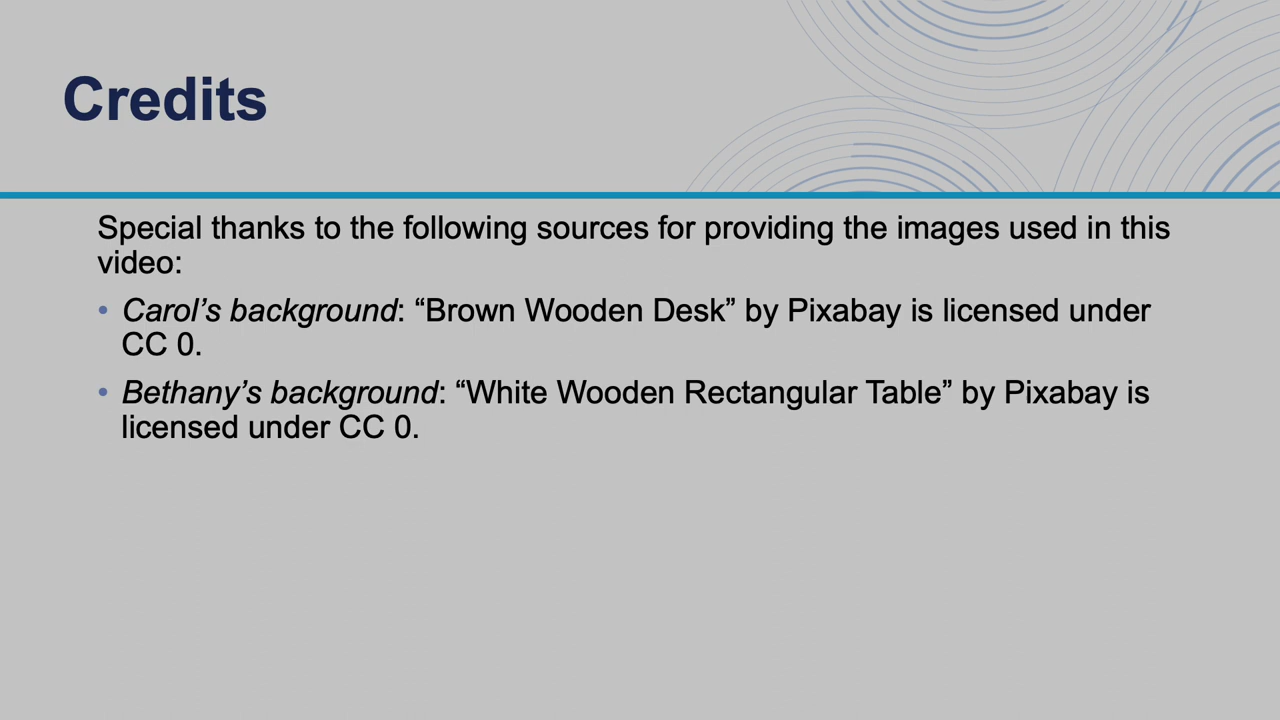 Credits
Special thanks to the following sources for providing the images used in this
video:
• Carol’s background: “Brown Wooden Desk” by Pixabay is licensed under
CC 0.
• Bethany’s background: “White Wooden Rectangular Table” by Pixabay is
licensed under CC 0.